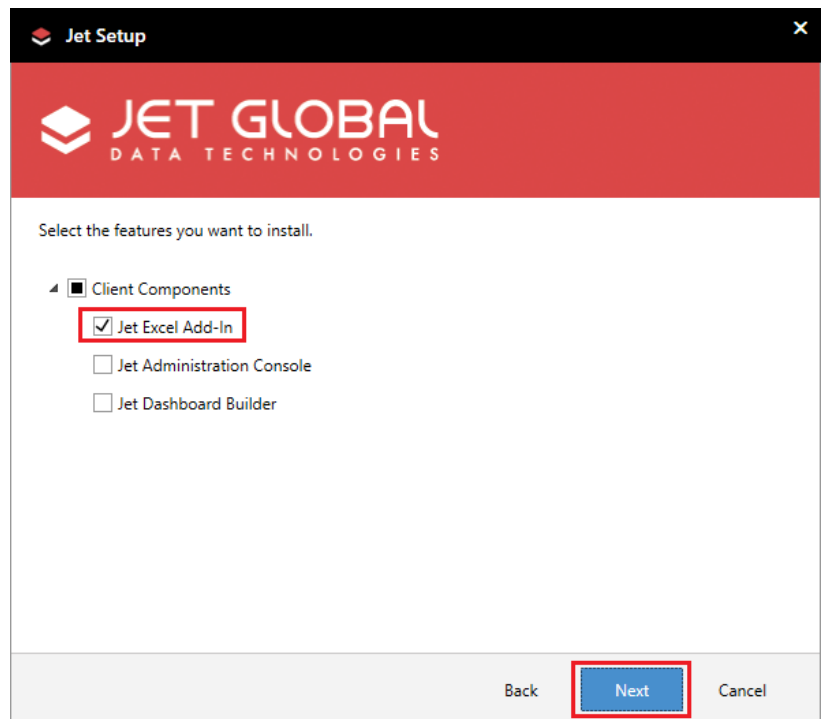 Jet Setup
JET GLOBAL
DATA TECHNOLOGIES
Select the features you want to install.
Client Components
Jet Excel Add-In
Jet Administration Console
Jet Dashboard Builder
Back Next Cancel